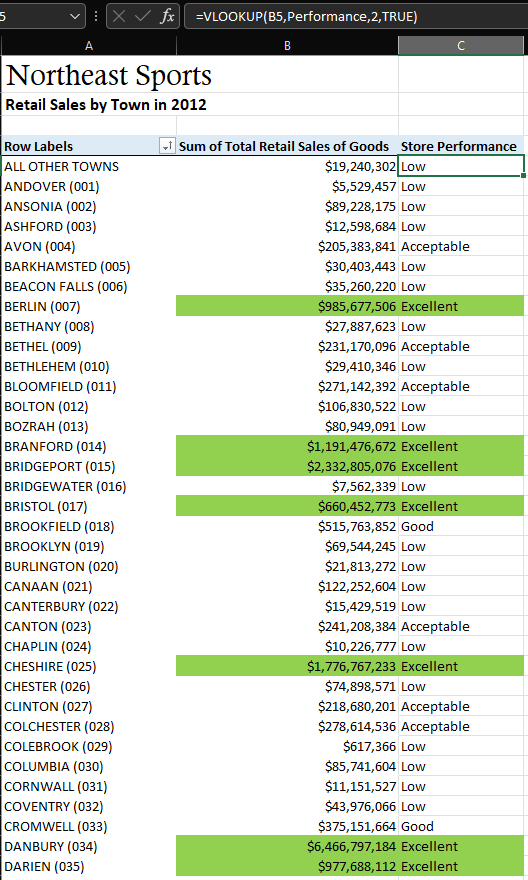 5 fx =VLOOKUP(B5,Performance,2,TRUE)
A B C
Northeast Sports
Retail Sales by Town in 2012
Row Labels Sum of Total Retail Sales of Goods Store Performance
ALL OTHER TOWNS $19,240,302 Low
ANDOVER (001) $5,529,457 Low
ANSONIA (002) $89,228,175 Low
ASHFORD (003) $12,598,684 Low
AVON (004) $205,383,841 Acceptable
BARKHAMSTED (005) $30,403,443 Low
BEACON FALLS (006) $35,260,220 Low
BERLIN (007) $985,677,506 Excellent
BETHANY (008) $27,887,623 Low
BETHEL (009) $231,170,096 Acceptable
BETHLEHEM (010) $29,410,346 Low
BLOOMFIELD (011) $271,142,392 Acceptable
BOLTON (012) $106,830,522 Low
BOZRAH (013) $80,949,091 Low
BRANFORD (014) $1,191,476,672 Excellent
BRIDGEPORT (015) $2,332,805,076 Excellent
BRIDGEWATER (016) $7,562,339 Low
BRISTOL (017) $660,452,773 Excellent
BROOKFIELD (018) $515,763,852 Good
BROOKLYN (019) $69,544,245 Low
BURLINGTON (020) $21,813,272 Low
CANAAN (021) $122,252,604 Low
CANTERBURY (022) $15,429,519 Low
CANTON (023) $241,208,384 Acceptable
CHAPLIN (024) $10,226,777 Low
CHESHIRE (025) $1,776,767,233 Excellent
CHESTER (026) $74,898,571 Low
CLINTON (027) $218,680,201 Acceptable
COLCHESTER (028) $278,614,536 Acceptable
COLEBROOK (029) $617,366 Low
COLUMBIA (030) $85,741,604 Low
CORNWALL (031) $11,151,527 Low
COVENTRY (032) $43,976,066 Low
CROMWELL (033) $375,151,664 Good
DANBURY (034) $6,466,797,184 Excellent
DARIEN (035) $977,688,112 Excellent